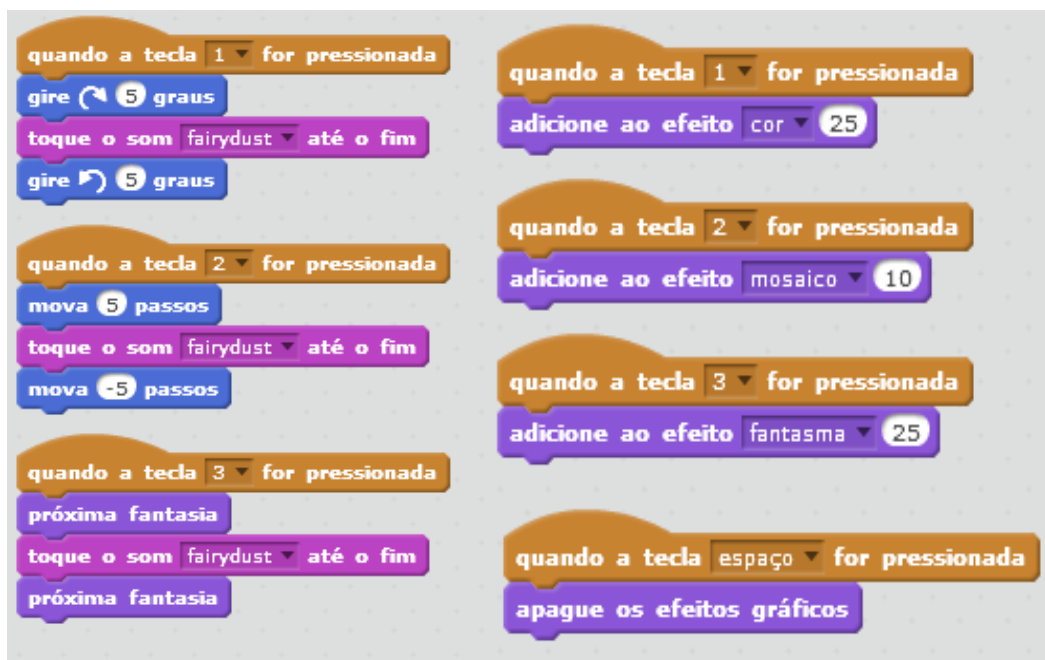 quando a tecla 1 for pressionada
gire 5 graus
toque o som fairydust até o fim
gire 5 graus
quando a tecla 2 for pressionada
mova 5 passos
toque o som fairydust até o fim
mova -5 passos
quando a tecla 3 for pressionada
próxima fantasia
toque o som fairydust até o fim
próxima fantasia
quando a tecla 1 for pressionada
adicione ao efeito cor 25
quando a tecla 2 for pressionada
adicione ao efeito mosaico 10
quando a tecla 3 for pressionada
adicione ao efeito fantasma 25
quando a tecla espaço for pressionada
apague os efeitos gráficos